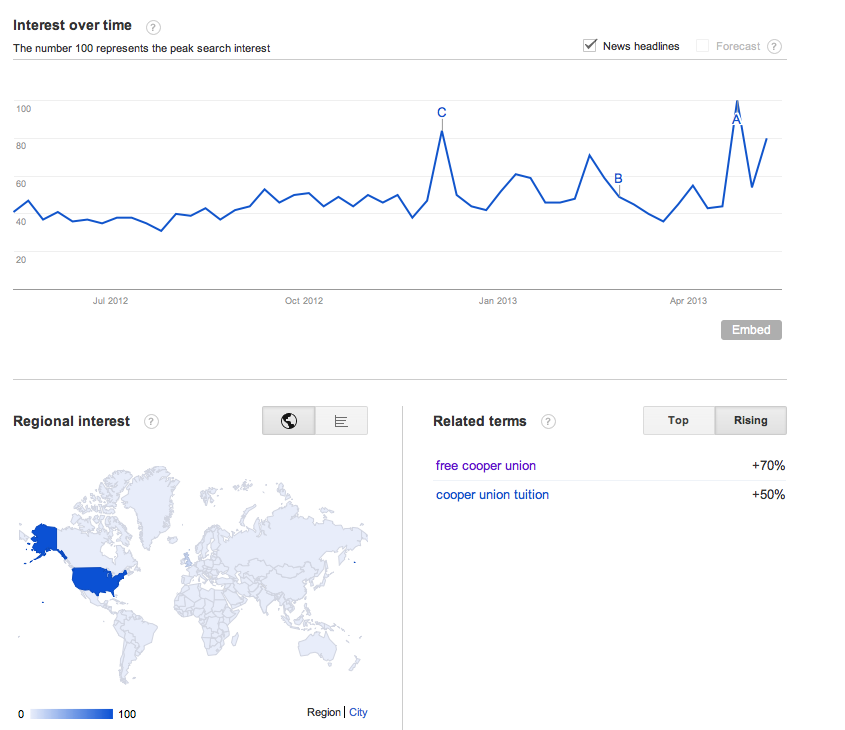 Interest over time ?
The number 100 represents the peak search interest
News headlines Forecast ?
100
80
60
40
20
C
B
A
Jul 2012 Oct 2012 Jan 2013 Apr 2013
Embed
Regional interest ?
0 100
Region | City
Related terms ?
Top Rising
free cooper union +70%
cooper union tuition +50%